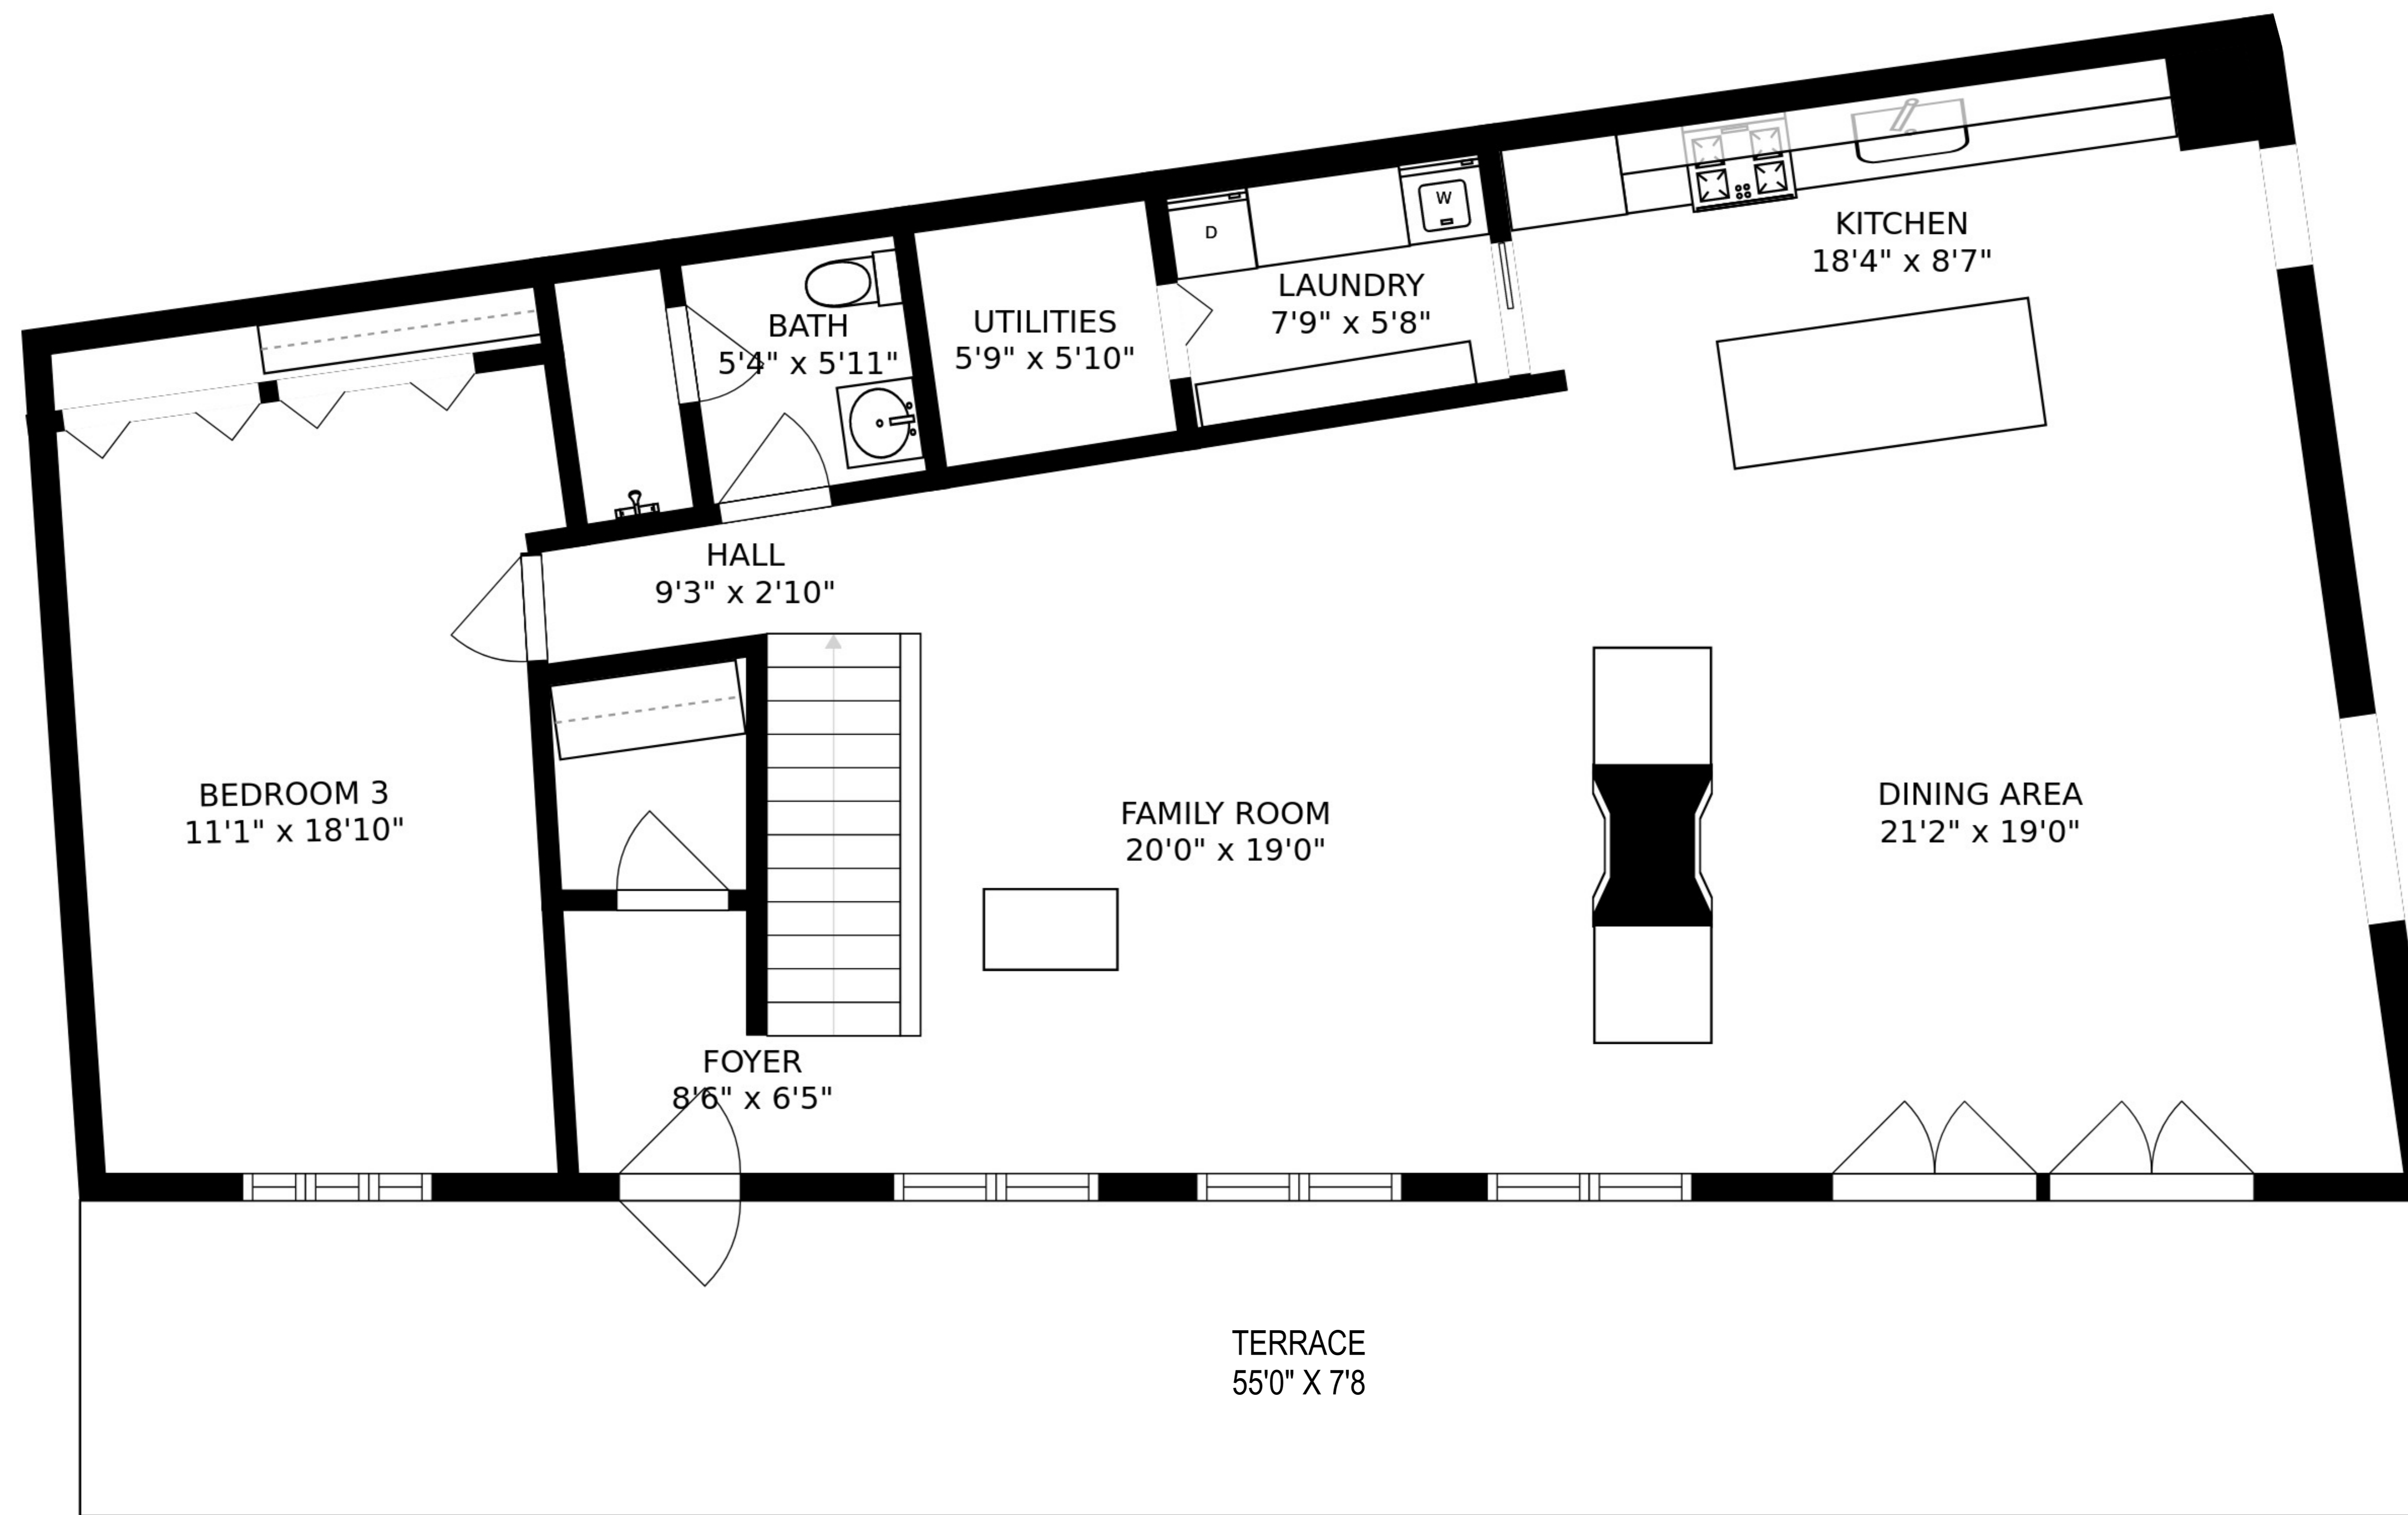 KITCHEN
18'4" x 8'7"
W
D
LAUNDRY
7'9" x 5'8"
UTILITIES
5'9" x 5'10"
BATH
5'4" x 5'11"
HALL
9'3" x 2'10"
BEDROOM 3
11'1" x 18'10"
FAMILY ROOM
20'0" x 19'0"
DINING AREA
21'2" x 19'0"
FOYER
8'6" x 6'5"
TERRACE
55'0" X 7'8